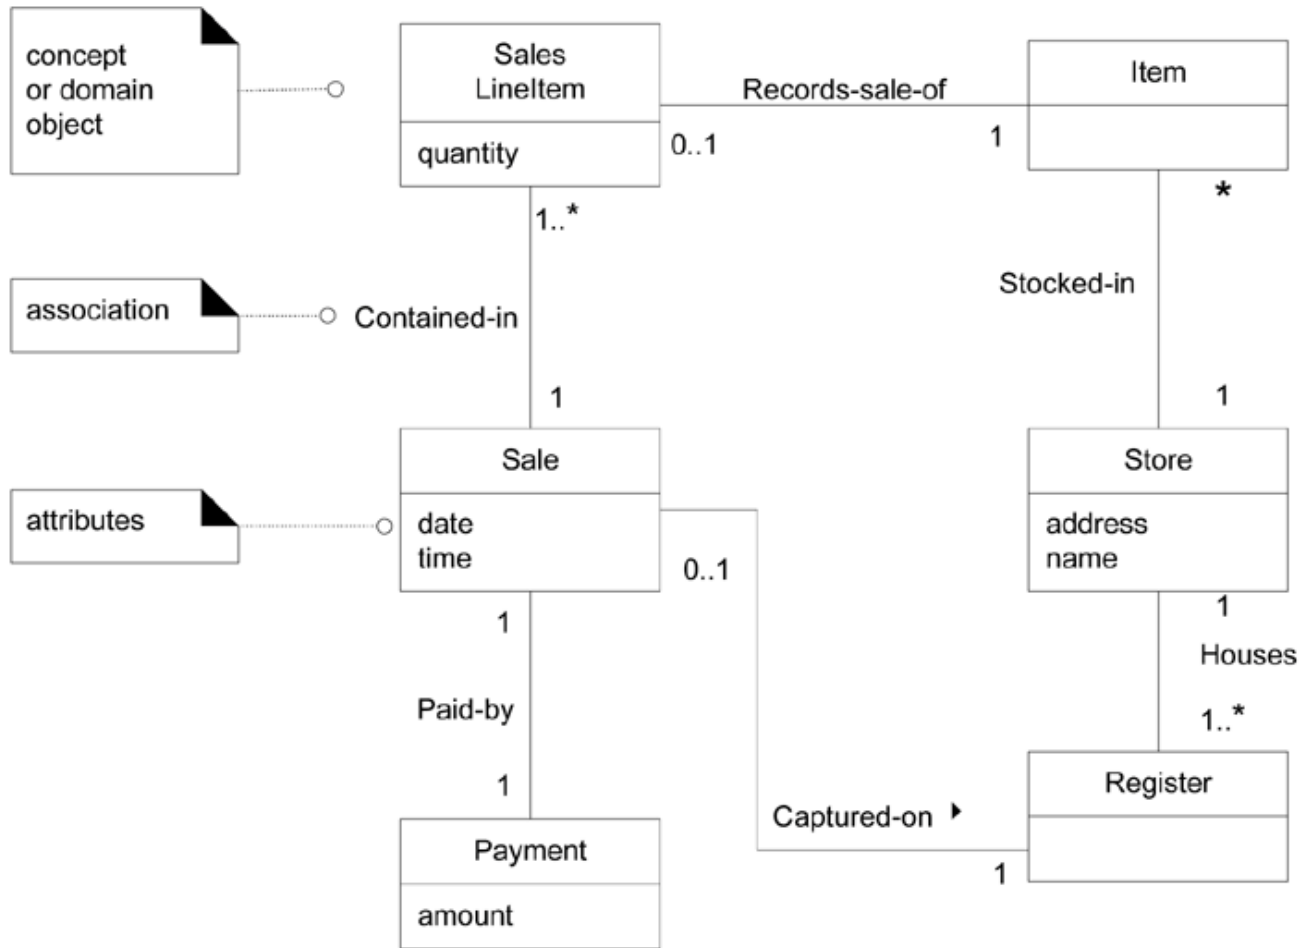 concept
or domain
object
Sales
LineItem
quantity
Records-sale-of
0..1
1
Item
1..*
*
association
Contained-in
Stocked-in
1
1
attributes
Sale
date
time
0..1
Store
address
name
1
1
Houses
Paid-by
1..*
1
Payment
amount
Captured-on
1
Register